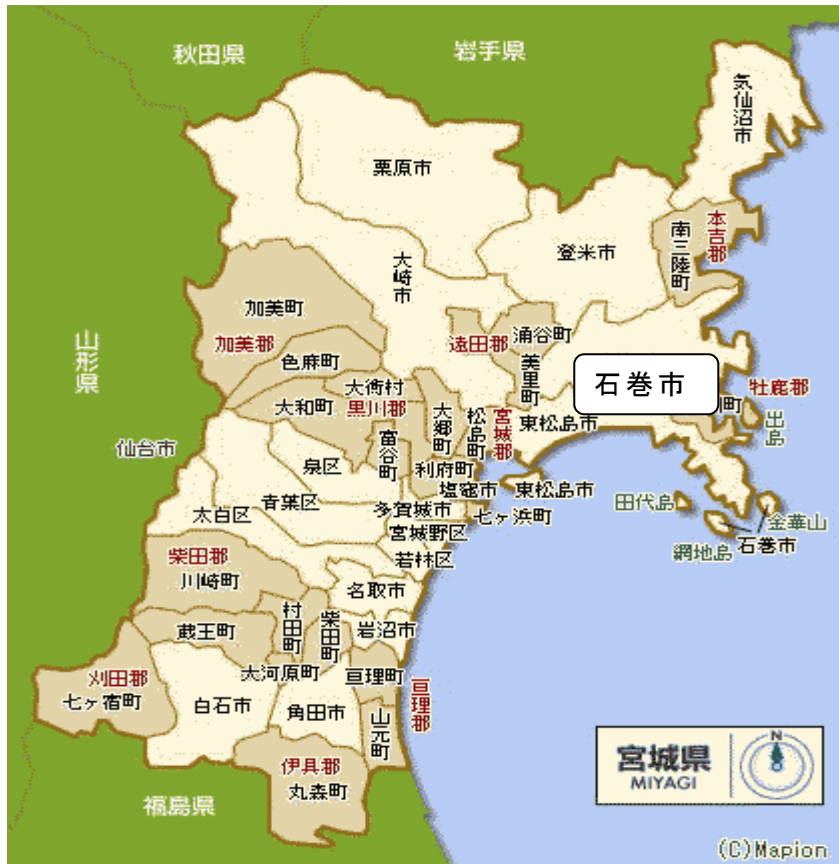 秋田県
岩手県
気仙沼市
栗原市
本吉郡
南三陸町
登米市
大崎市
加美町
山形県
加美郡
遠田郡
涌谷町
色麻町
美里町
石巻市
牡鹿郡
川町
出島
大衡村
大和町
黒川郡
大郷町
松島町
宮城郡
東松島市
富谷町
仙台市
泉区
利府町
塩竈市
東松島市
青葉区
太白区
多賀城市
七ヶ浜町
田代島
金華山
宮城野区
石巻市
網地島
若林区
柴田郡
川崎町
名取市
村田町
柴田町
岩沼市
蔵王町
大河原町
亘理町
刈田郡
七ヶ宿町
白石市
角田市
山元町
亘理郡
伊具郡
丸森町
福島県
宮城県
MIYAGI
N
(C)Mapion